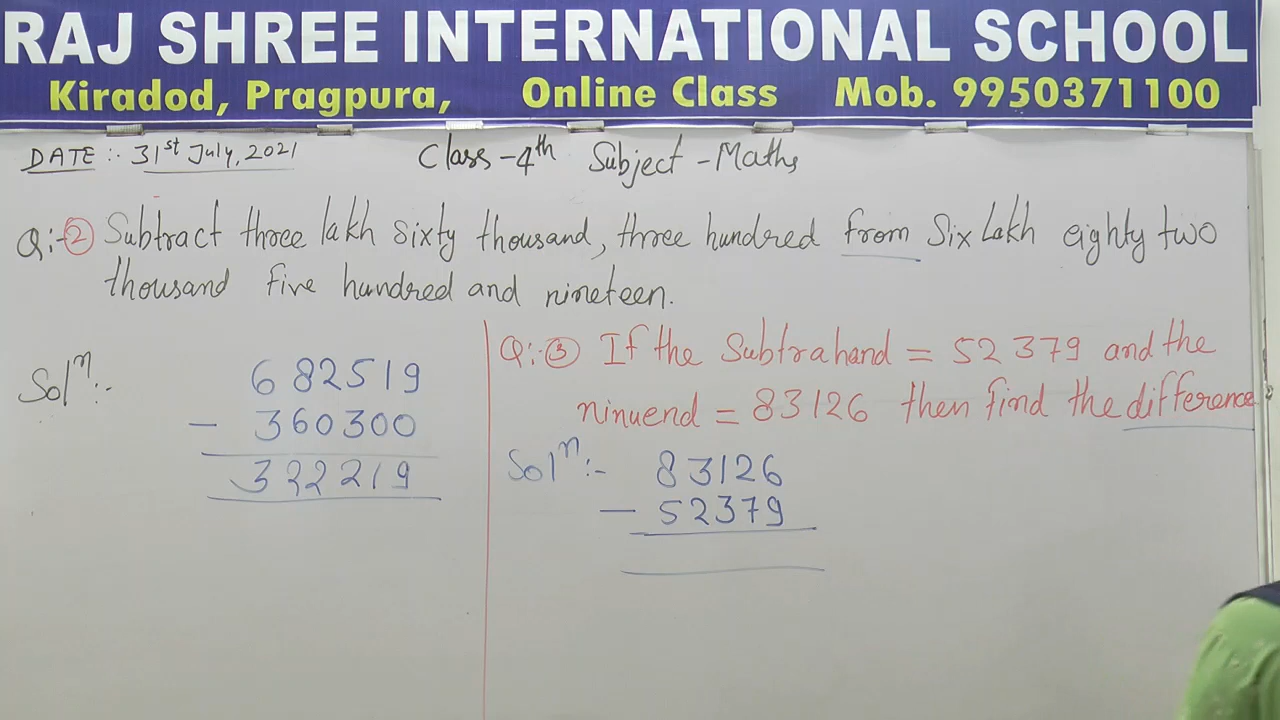 RAJ SHREE INTERNATIONAL SCHOOL
Kiradod, Pragpura, Online Class Mob. 9950371100
DATE :- 31st July, 2021 Class-4th Subject - Maths
Q:-2 Subtract three lakh sixty thousand, three hundred from Six Lakh eighty two
thousand five hundred and nineteen.
Soln:-
682519
- 360300
322219
Q:-3 If the Subtrahand = 52379 and the
ninuend = 83126 then find the difference
Soln:- 83126
- 52379